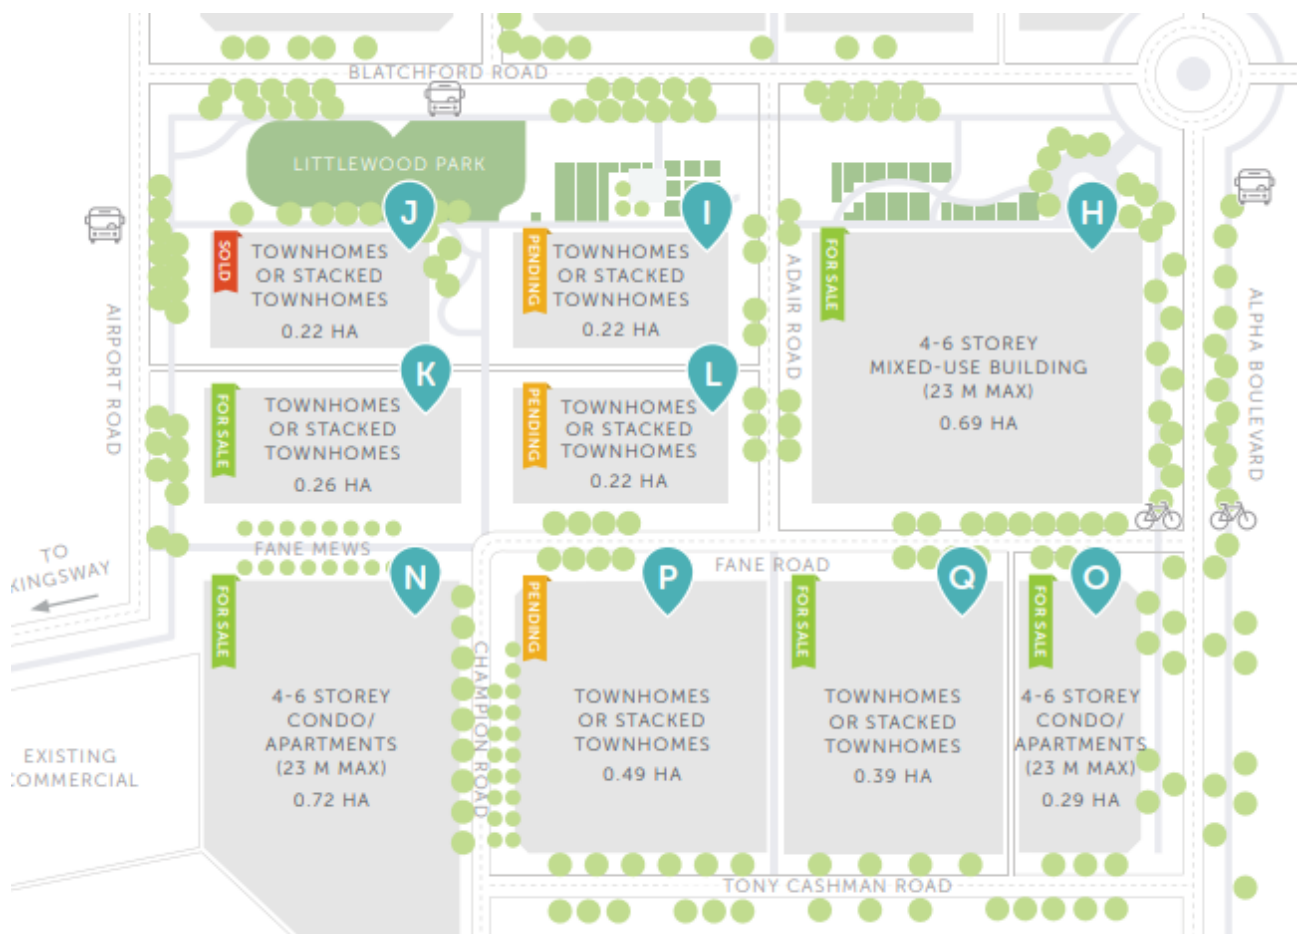 BLATCHFORD ROAD
LITTLEWOOD PARK
J
I
H
SOLD
TOWNHOMES
OR STACKED
TOWNHOMES
0.22 HA
PENDING
TOWNHOMES
OR STACKED
TOWNHOMES
0.22 HA
ADAIR ROAD
FOR SALE
4-6 STOREY
MIXED-USE BUILDING
(23 M MAX)
0.69 HA
ALPHA BOULEVARD
AIRPORT ROAD
K
L
FOR SALE
TOWNHOMES
OR STACKED
TOWNHOMES
0.26 HA
PENDING
TOWNHOMES
OR STACKED
TOWNHOMES
0.22 HA
FANE MEWS
TO
KINGSWAY
FANE ROAD
N
P
Q
O
FOR SALE
4-6 STOREY
CONDO/
APARTMENTS
(23 M MAX)
0.72 HA
CHAMPION ROAD
PENDING
TOWNHOMES
OR STACKED
TOWNHOMES
0.49 HA
FOR SALE
TOWNHOMES
OR STACKED
TOWNHOMES
0.39 HA
FOR SALE
4-6 STOREY
CONDO/
APARTMENTS
(23 M MAX)
0.29 HA
EXISTING
COMMERCIAL
TONY CASHMAN ROAD